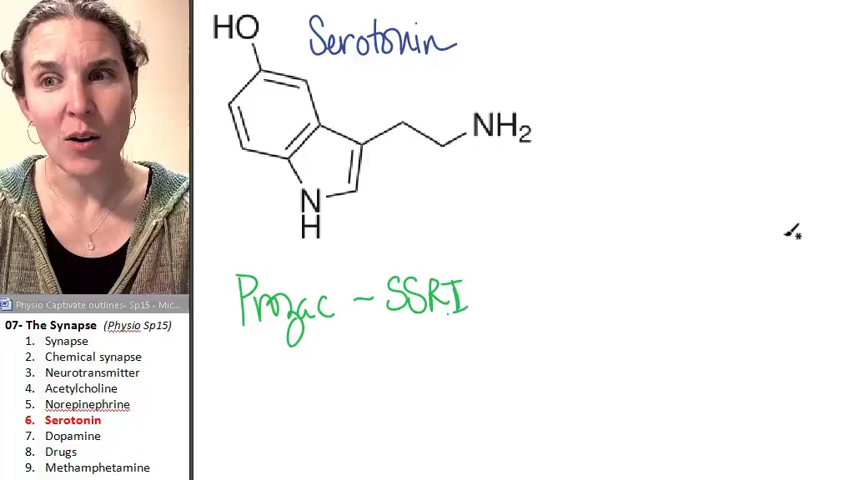 HO
Serotonin
NH2
N
H
Prozac ~ SSRI
Physio Captivate outlines- Sp15 - Mic...
07- The Synapse (Physio Sp15)
1. Synapse
2. Chemical synapse
3. Neurotransmitter
4. Acetylcholine
5. Norepinephrine
6. Serotonin
7. Dopamine
8. Drugs
9. Methamphetamine